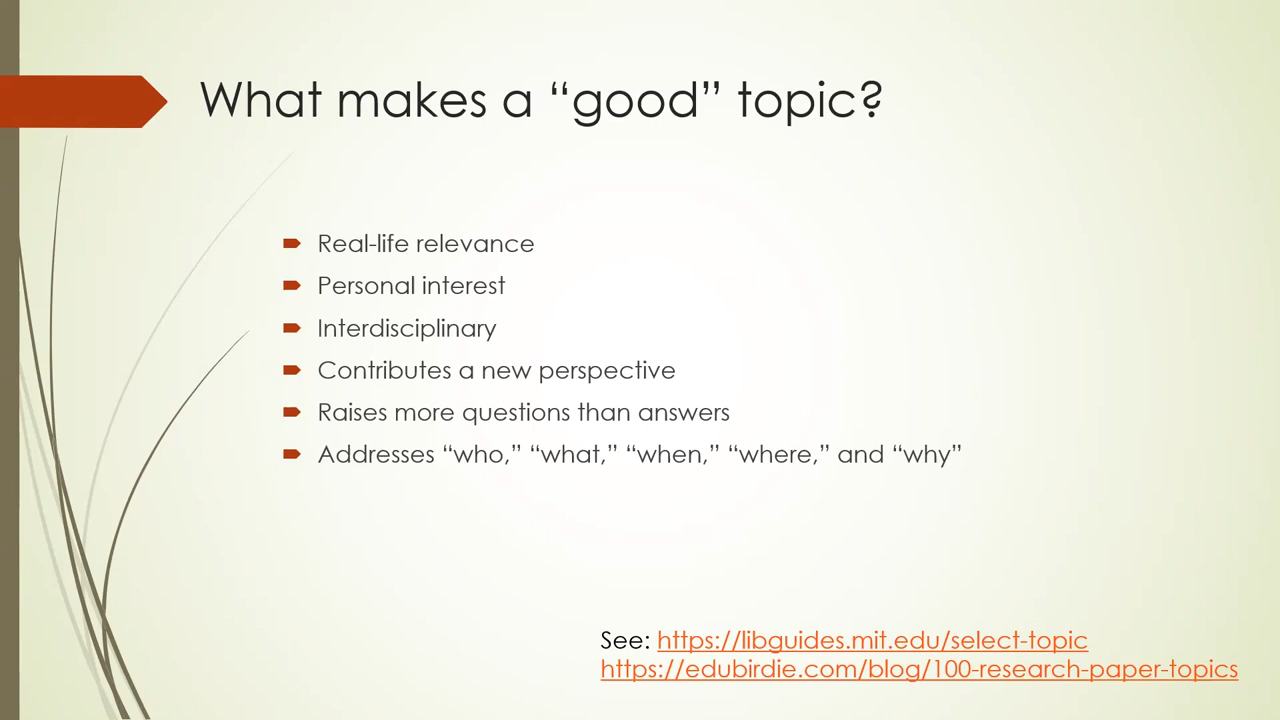 What makes a “good” topic?
Real-life relevance
Personal interest
Interdisciplinary
Contributes a new perspective
Raises more questions than answers
Addresses “who,” “what,” “when,” “where,” and “why”
See: https://libguides.mit.edu/select-topic
https://edubirdie.com/blog/100-research-paper-topics